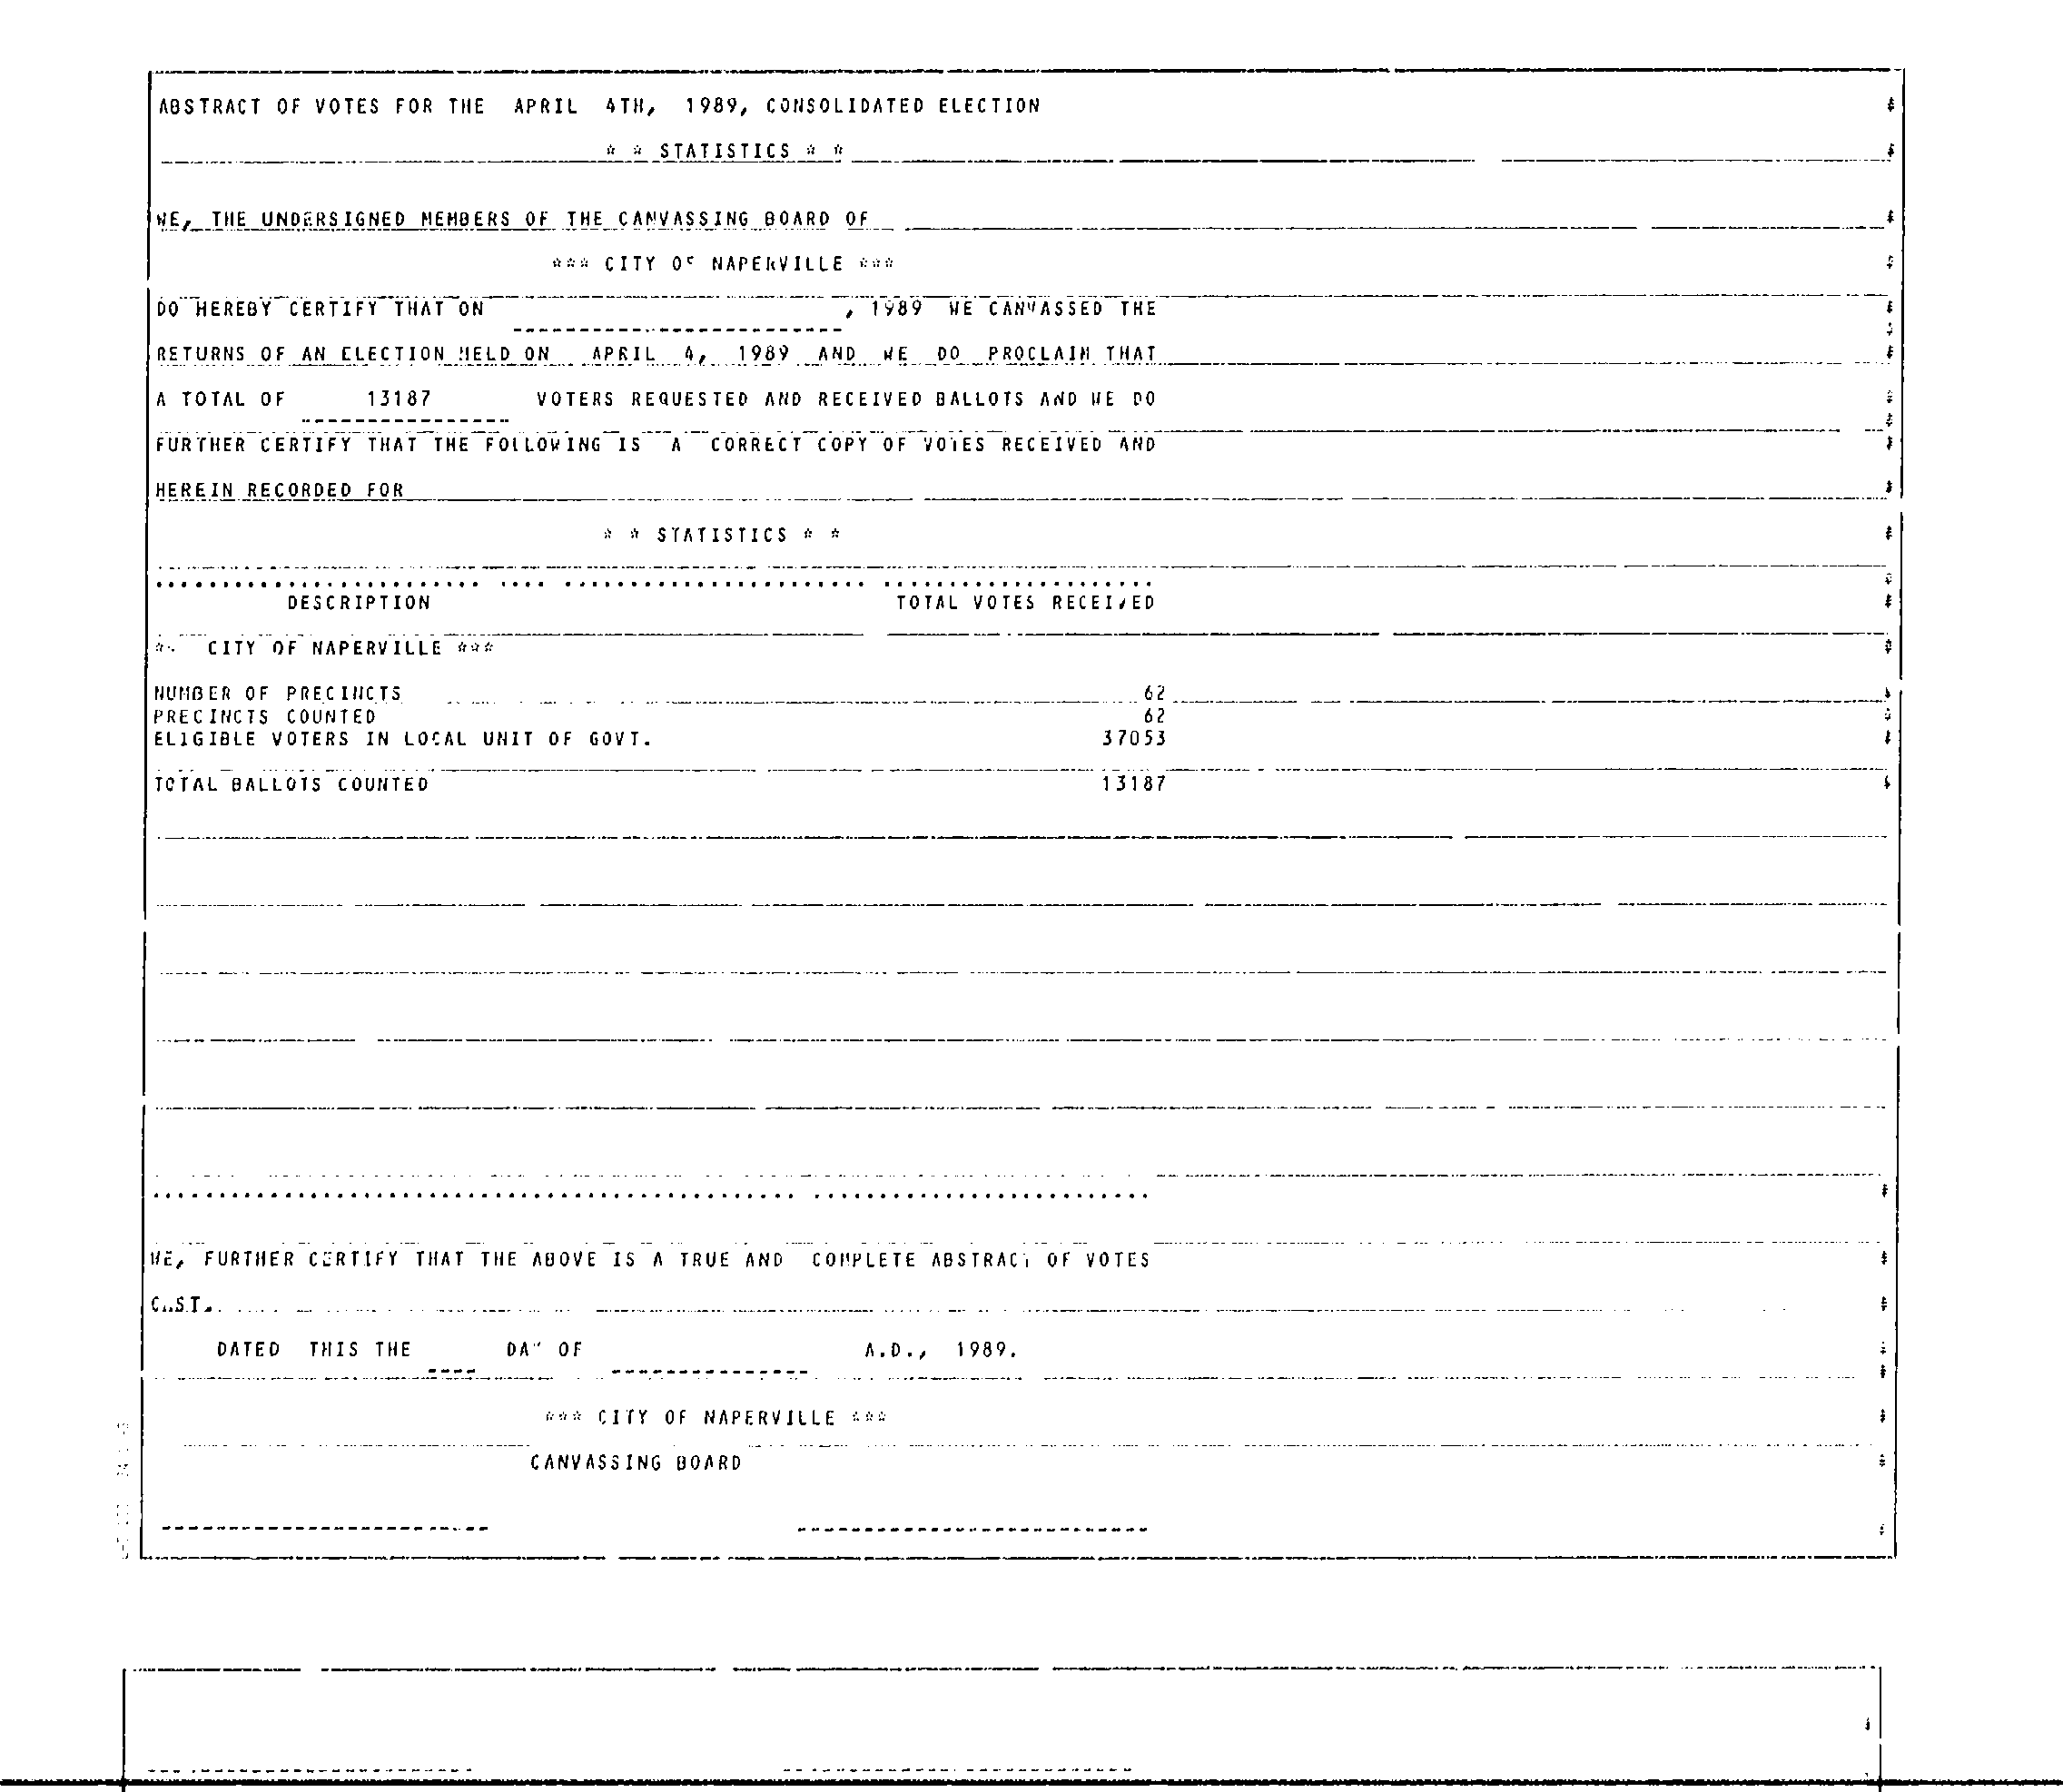 ABSTRACT OF VOTES FOR THE APRIL 4TH, 1989, CONSOLIDATED ELECTION
* * STATISTICS * *
WE, THE UNDERSIGNED MEMBERS OF THE CANVASSING BOARD OF
*** CITY OF NAPERVILLE ***
DO HEREBY CERTIFY THAT ON , 1989 WE CANVASSED THE
RETURNS OF AN ELECTION HELD ON APRIL 4, 1989 AND WE DO PROCLAIM THAT
A TOTAL OF 13187 VOTERS REQUESTED AND RECEIVED BALLOTS AND WE DO
FURTHER CERTIFY THAT THE FOLLOWING IS A CORRECT COPY OF VOTES RECEIVED AND
HEREIN RECORDED FOR
* * STATISTICS * *
DESCRIPTION TOTAL VOTES RECEIVED
** CITY OF NAPERVILLE ***
NUMBER OF PRECINCTS 62
PRECINCTS COUNTED 62
ELIGIBLE VOTERS IN LOCAL UNIT OF GOVT. 37053
TOTAL BALLOTS COUNTED 13187
WE, FURTHER CERTIFY THAT THE ABOVE IS A TRUE AND COMPLETE ABSTRACT OF VOTES
CAST.
DATED THIS THE DAY OF A.D., 1989.
*** CITY OF NAPERVILLE ***
CANVASSING BOARD